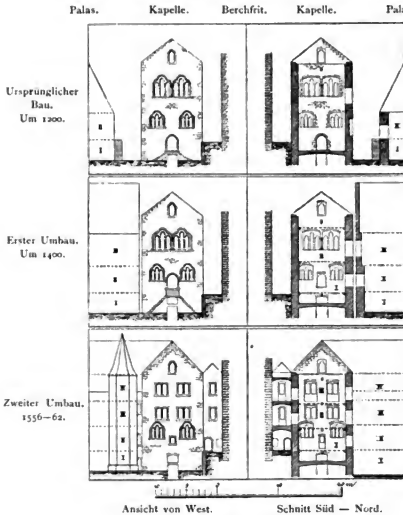 Palas. Kapelle. Berchfrit. Kapelle. Pala
Ursprünglicher
Bau.
Um 1200.
Erster Umbau.
Um 1400.
Zweiter Umbau.
1556—62.
Ansicht von West. Schnitt Süd — Nord.